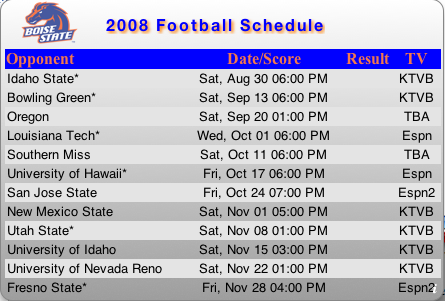 BOISE STATE
2008 Football Schedule
Opponent Date/Score Result TV
Idaho State* Sat, Aug 30 06:00 PM KTVB
Bowling Green* Sat, Sep 13 06:00 PM KTVB
Oregon Sat, Sep 20 01:00 PM TBA
Louisiana Tech* Wed, Oct 01 06:00 PM Espn
Southern Miss Sat, Oct 11 06:00 PM TBA
University of Hawaii* Fri, Oct 17 06:00 PM Espn
San Jose State Fri, Oct 24 07:00 PM Espn2
New Mexico State Sat, Nov 01 05:00 PM KTVB
Utah State* Sat, Nov 08 01:00 PM KTVB
University of Idaho Sat, Nov 15 03:00 PM KTVB
University of Nevada Reno Sat, Nov 22 01:00 PM KTVB
Fresno State* Fri, Nov 28 04:00 PM Espn2